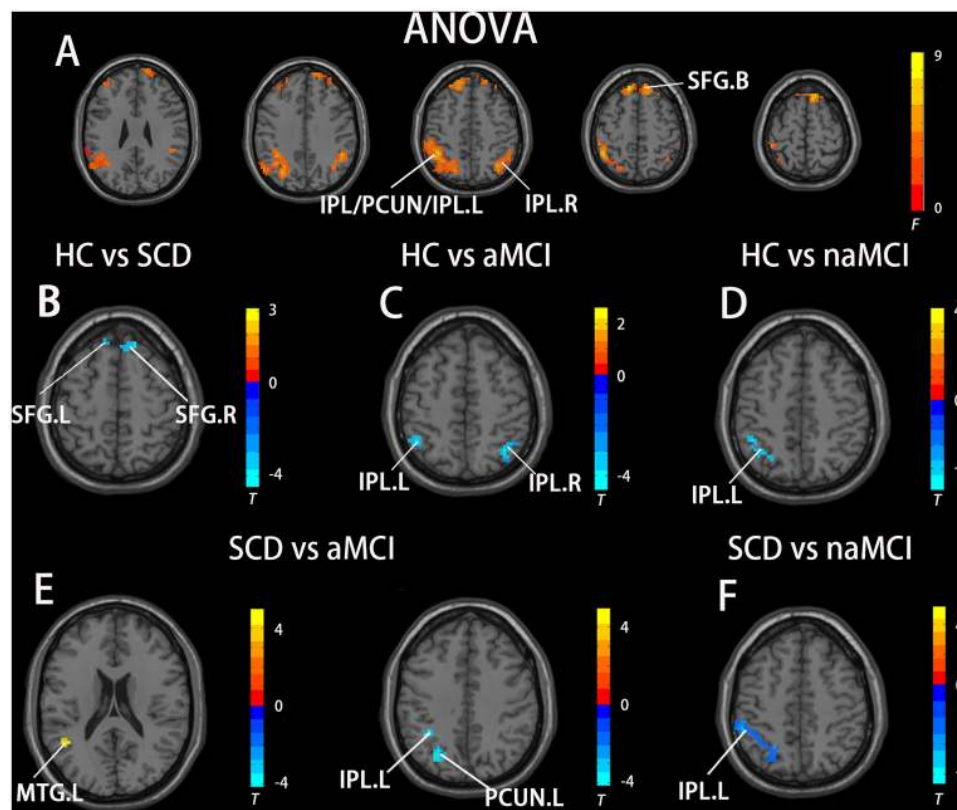 ANOVA
A
SFG.B
IPL/PCUN/IPL.L
IPL.R
9
0
F
HC vs SCD
HC vs aMCI
HC vs naMCI
B
SFG.L
SFG.R
3
0
-4
T
C
IPL.L
IPL.R
2
0
-4
T
D
IPL.L
0
T
SCD vs aMCI
SCD vs naMCI
E
MTG.L
4
0
-4
T
IPL.L
PCUN.L
4
0
-4
T
F
IPL.L
T